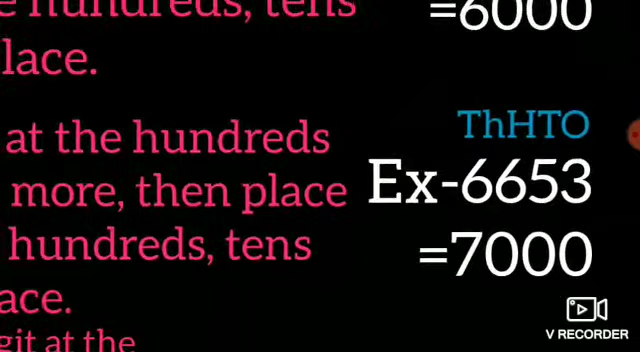 e hundreds, tens
=6000
lace.
at the hundreds
more, then place
hundreds, tens
ace.
git at the
ThHTO
Ex-6653
=7000
V RECORDER